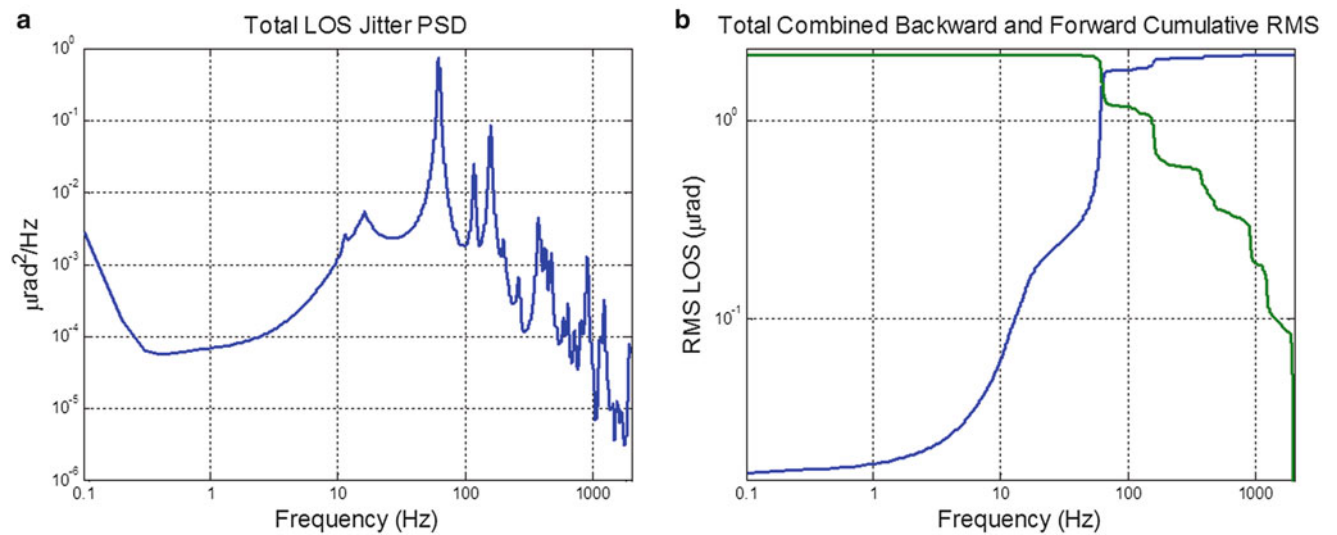 a
Total LOS Jitter PSD
10^0
10^-1
10^-2
10^-3
10^-4
10^-5
10^-6
µrad^2/Hz
0.1 1 10 100 1000
Frequency (Hz)
b
Total Combined Backward and Forward Cumulative RMS
10^0
10^-1
RMS LOS (µrad)
0.1 1 10 100 1000
Frequency (Hz)